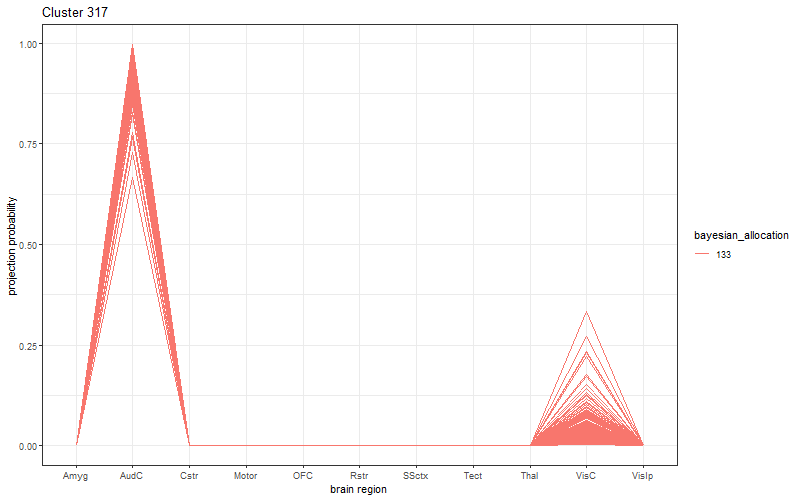 Cluster 317
1.00
0.75
0.50
0.25
0.00
projection probability
Amyg AudC Cstr Motor OFC Rstr SSctx Tect Thal VisC VisIp
brain region
bayesian_allocation
133